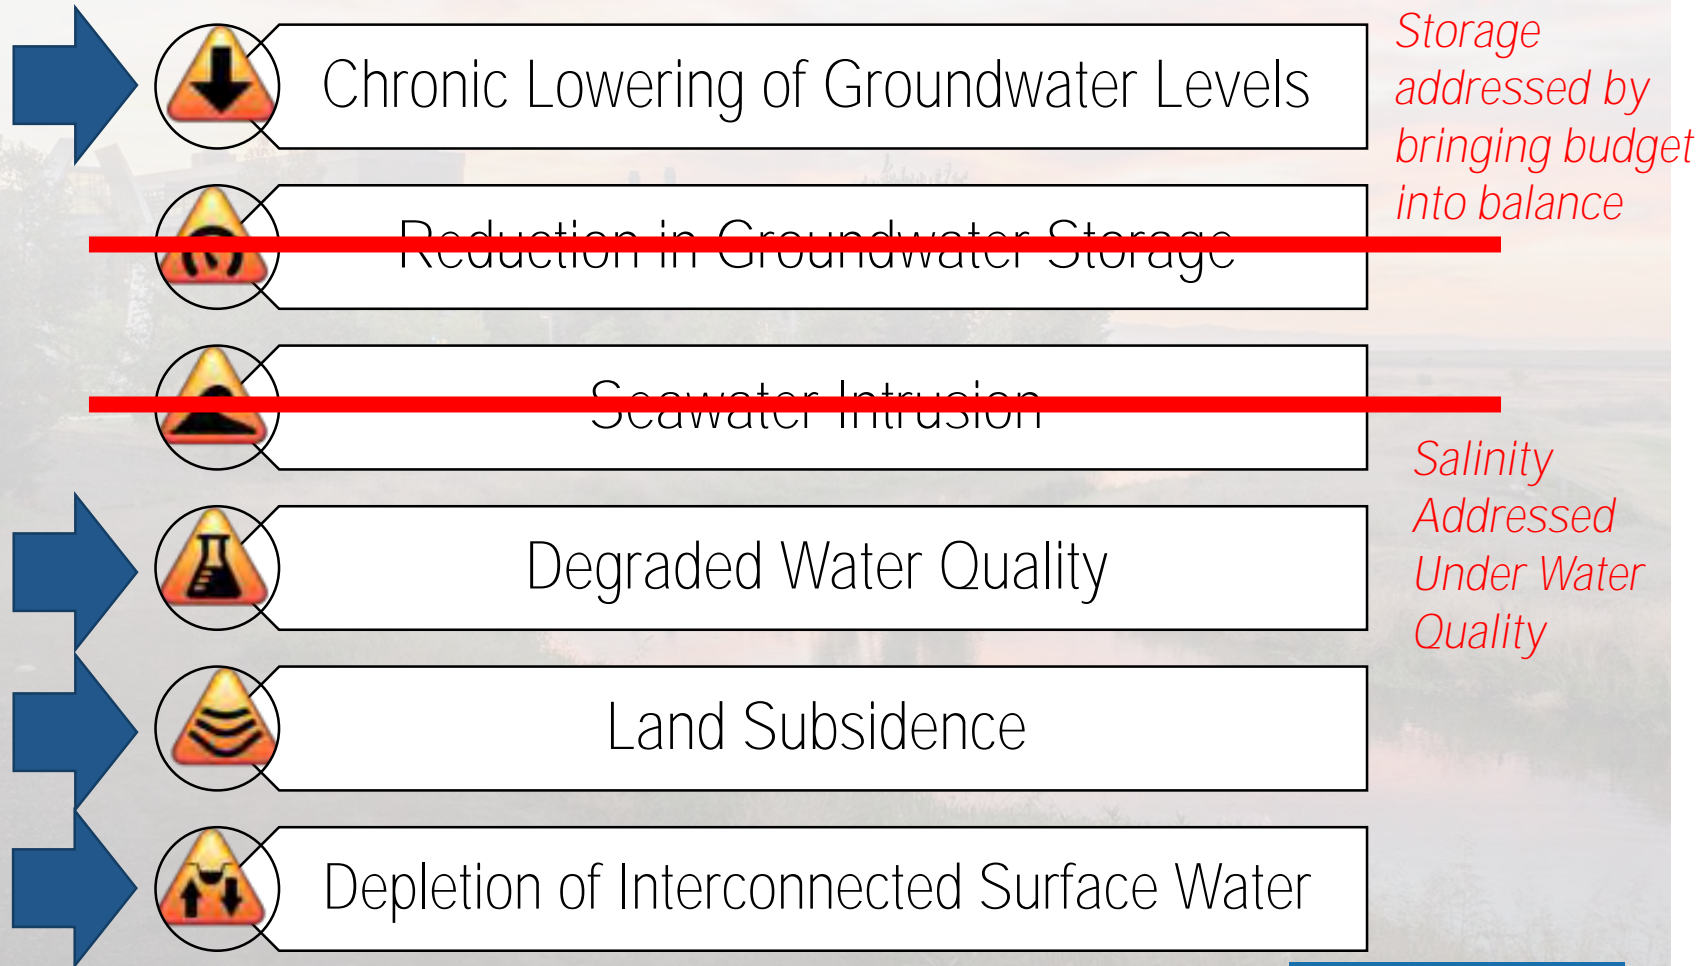 Chronic Lowering of Groundwater Levels
Storage
addressed by
bringing budget
into balance
Reduction in Groundwater Storage
Seawater Intrusion
Salinity
Addressed
Under Water
Quality
Degraded Water Quality
Land Subsidence
Depletion of Interconnected Surface Water